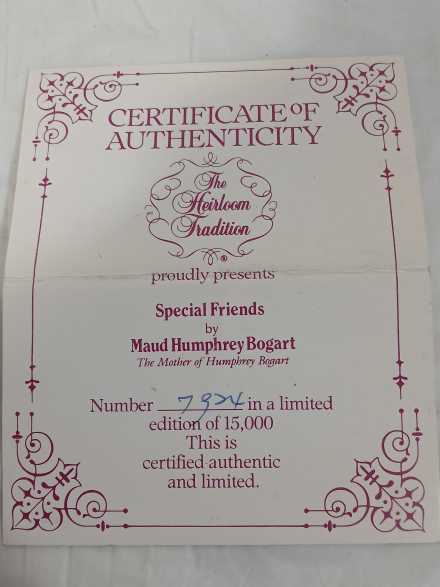 CERTIFICATE OF
AUTHENTICITY
The
Heirloom
Tradition
®
proudly presents
Special Friends
by
Maud Humphrey Bogart
The Mother of Humphrey Bogart
Number 7924 in a limited
edition of 15,000
This is
certified authentic
and limited.